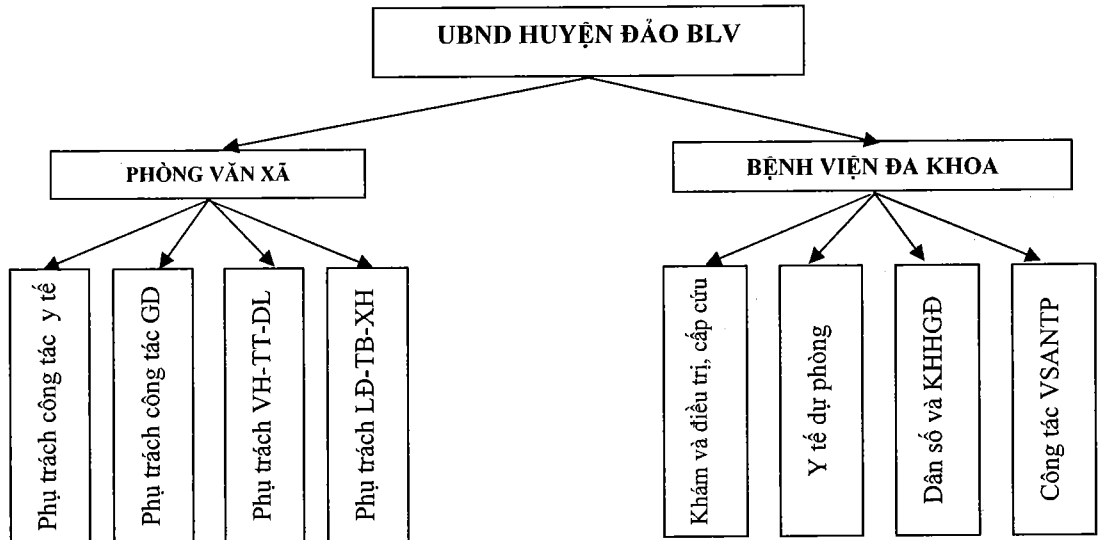 UBND HUYỆN ĐẢO BLV
PHÒNG VĂN XÃ
BỆNH VIỆN ĐA KHOA
Phụ trách công tác y tế
Phụ trách công tác GD
Phụ trách VH-TT-DL
Phụ trách LĐ-TB-XH
Khám và điều trị, cấp cứu
Y tế dự phòng
Dân số và KHHGĐ
Công tác VSANTP